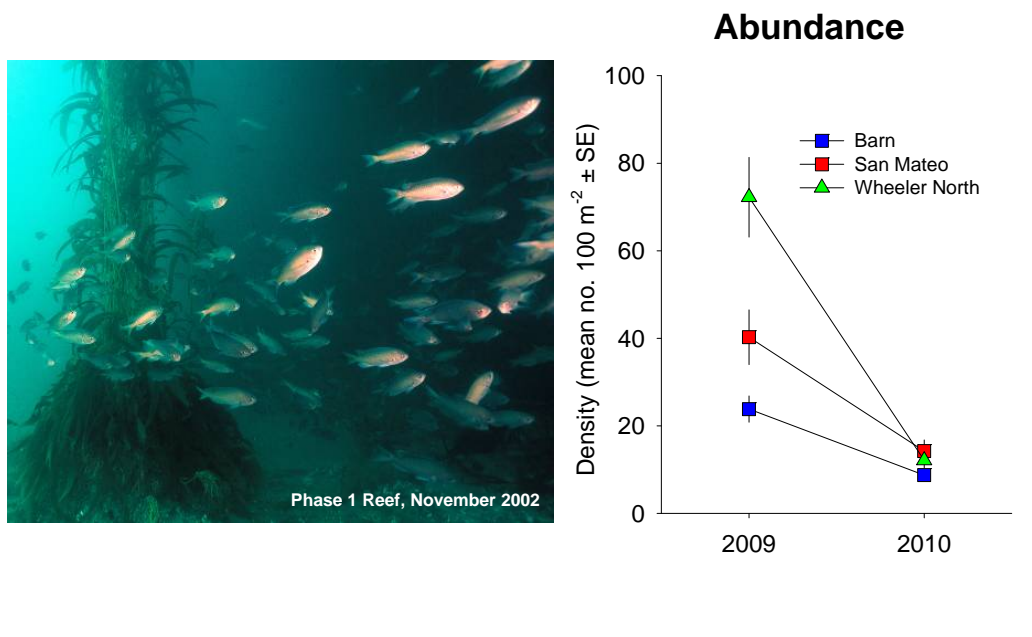 Abundance
Phase 1 Reef, November 2002
Density (mean no. 100 m⁻² ± SE)
100
80
60
40
20
0
Barn
San Mateo
Wheeler North
2009
2010